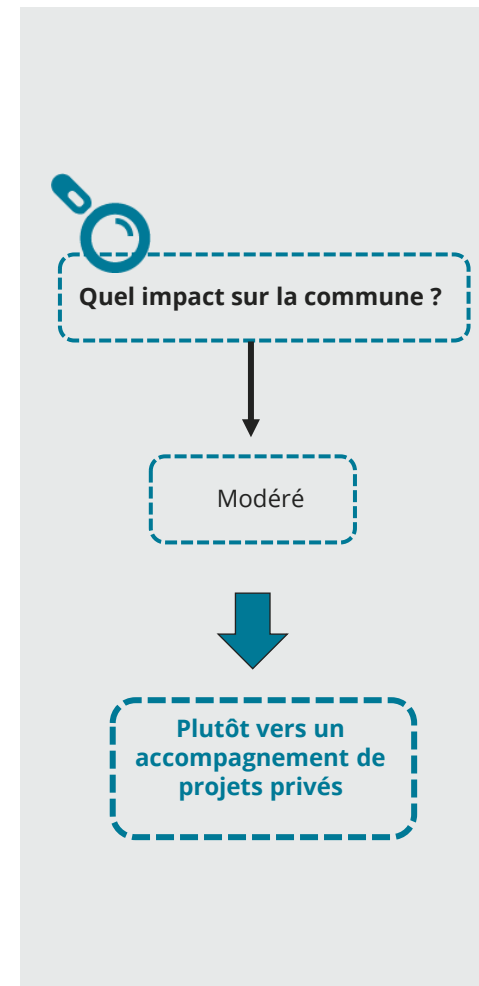 Quel impact sur la commune ?
Modéré
Plutôt vers un
accompagnement de
projets privés